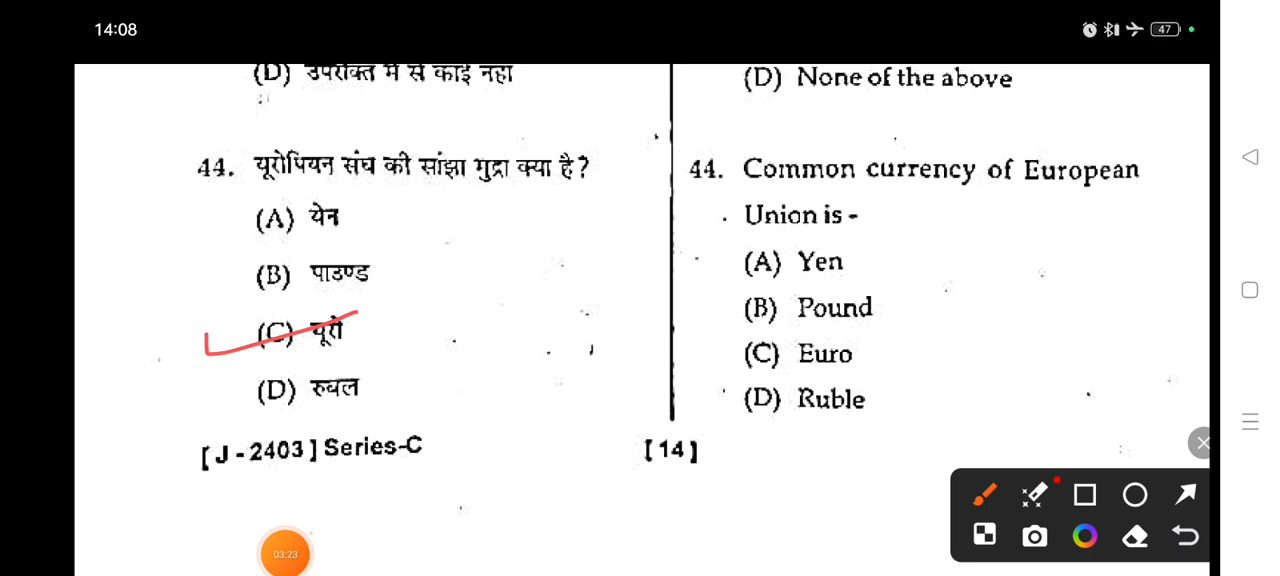 14:08
47
(D) उपरोक्त में से कोई नहीं
(D) None of the above
44. यूरोपियन संघ की सांझा मुद्रा क्या है?
(A) येन
(B) पाउण्ड
(C) यूरो
(D) रुबल
44. Common currency of European
Union is -
(A) Yen
(B) Pound
(C) Euro
(D) Ruble
[ J - 2403 ] Series-C
[ 14 ]
03:23